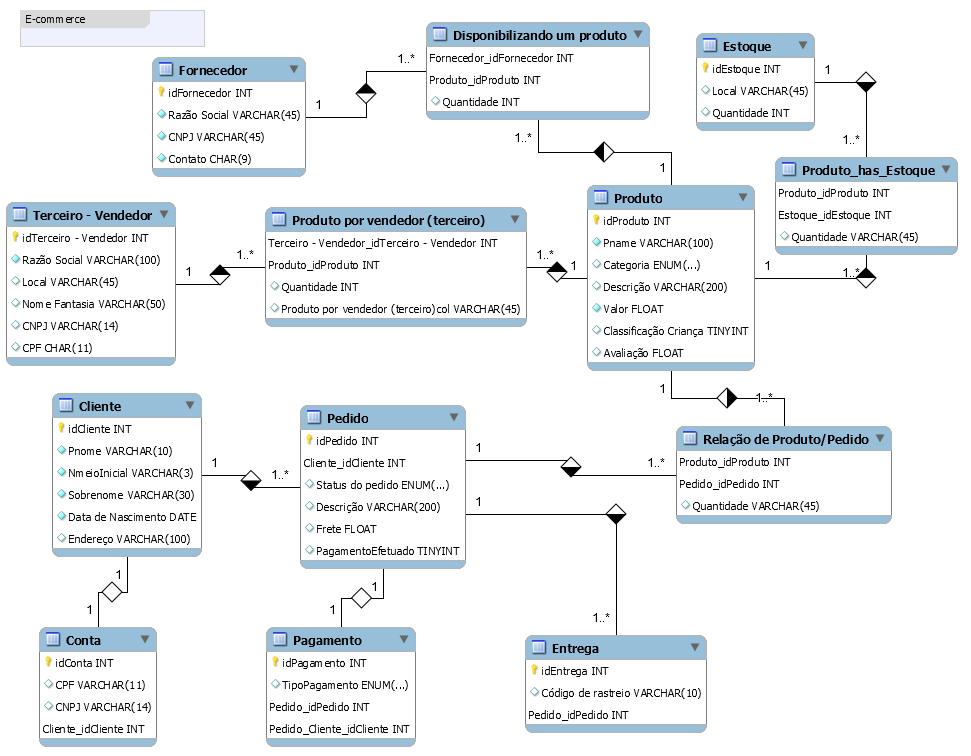 E-commerce
Fornecedor
idFornecedor INT
Razão Social VARCHAR(45)
CNPJ VARCHAR(45)
Contato CHAR(9)
1
1..*
Disponibilizando um produto
Fornecedor_idFornecedor INT
Produto_idProduto INT
Quantidade INT
1..*
1
Estoque
idEstoque INT
Local VARCHAR(45)
Quantidade INT
1
1..*
Produto_has_Estoque
Produto_idProduto INT
Estoque_idEstoque INT
Quantidade VARCHAR(45)
1..*
1
Terceiro - Vendedor
idTerceiro - Vendedor INT
Razão Social VARCHAR(100)
Local VARCHAR(45)
Nome Fantasia VARCHAR(50)
CNPJ VARCHAR(14)
CPF CHAR(11)
1
1..*
Produto por vendedor (terceiro)
Terceiro - Vendedor_idTerceiro - Vendedor INT
Produto_idProduto INT
Quantidade INT
Produto por vendedor (terceiro)col VARCHAR(45)
1..*
1
Produto
idProduto INT
Pname VARCHAR(100)
Categoria ENUM(...)
Descrição VARCHAR(200)
Valor FLOAT
Classificação Criança TINYINT
Avaliação FLOAT
1
1..*
Cliente
idCliente INT
Pnome VARCHAR(10)
NmeioInicial VARCHAR(3)
Sobrenome VARCHAR(30)
Data de Nascimento DATE
Endereço VARCHAR(100)
1
1..*
Pedido
idPedido INT
Cliente_idCliente INT
Status do pedido ENUM(...)
Descrição VARCHAR(200)
Frete FLOAT
PagamentoEfetuado TINYINT
1
1..*
Relação de Produto/Pedido
Produto_idProduto INT
Pedido_idPedido INT
Quantidade VARCHAR(45)
1
1..*
1
1
Conta
idConta INT
CPF VARCHAR(11)
CNPJ VARCHAR(14)
Cliente_idCliente INT
1
1
Pagamento
idPagamento INT
TipoPagamento ENUM(...)
Pedido_idPedido INT
Pedido_Cliente_idCliente INT
Entrega
idEntrega INT
Código de rastreio VARCHAR(10)
Pedido_idPedido INT